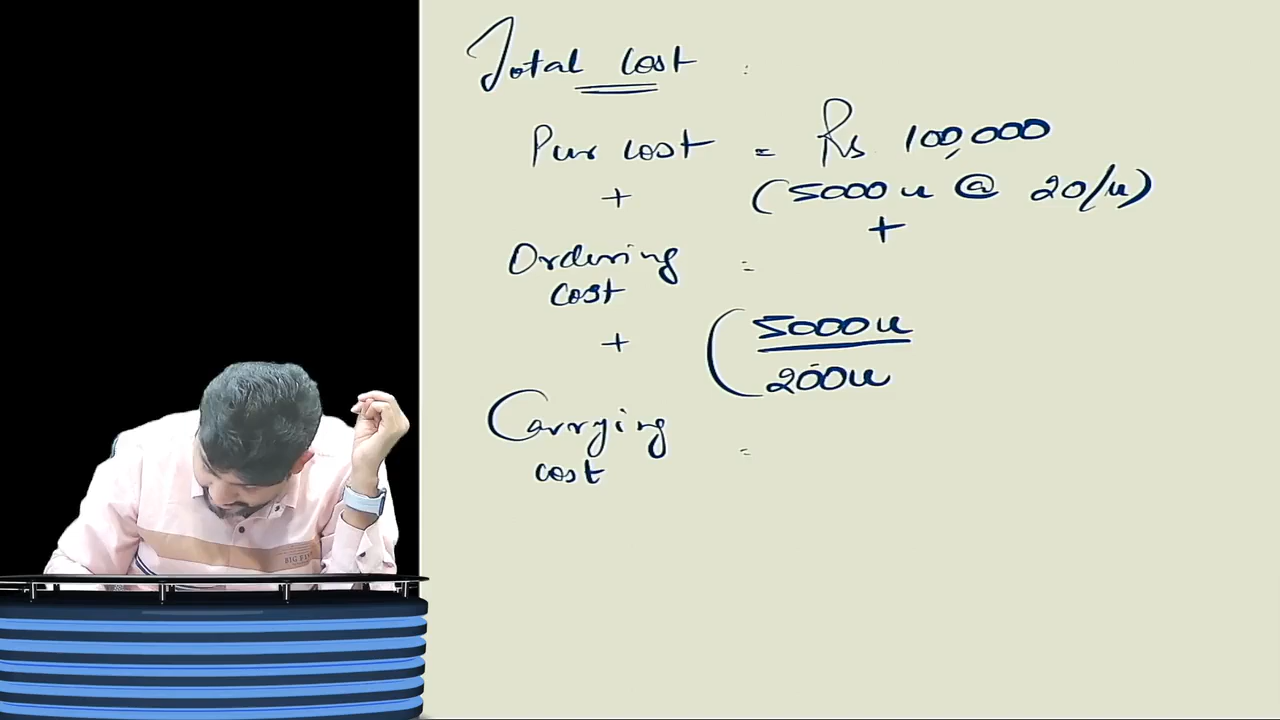 Total cost :
Pur cost = Rs 100,000
+ (5000u @ 20/u)
+
Ordering =
cost
+ (5000u
200u
Carrying =
cost